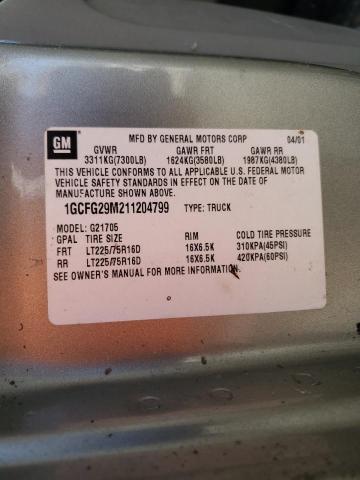 GM
MFD BY GENERAL MOTORS CORP 04/01
GVWR GAWR FRT GAWR RR
3311KG(7300LB) 1624KG(3580LB) 1987KG(4380LB)
THIS VEHICLE CONFORMS TO ALL APPLICABLE U.S. FEDERAL MOTOR
VEHICLE SAFETY STANDARDS IN EFFECT ON THE DATE OF
MANUFACTURE SHOWN ABOVE.
1GCFG29M211204799 TYPE: TRUCK
MODEL: G21705
GPAL TIRE SIZE RIM COLD TIRE PRESSURE
FRT LT225/75R16D 16X6.5K 310KPA(45PSI)
RR LT225/75R16D 16X6.5K 420KPA(60PSI)
SEE OWNER'S MANUAL FOR MORE INFORMATION.